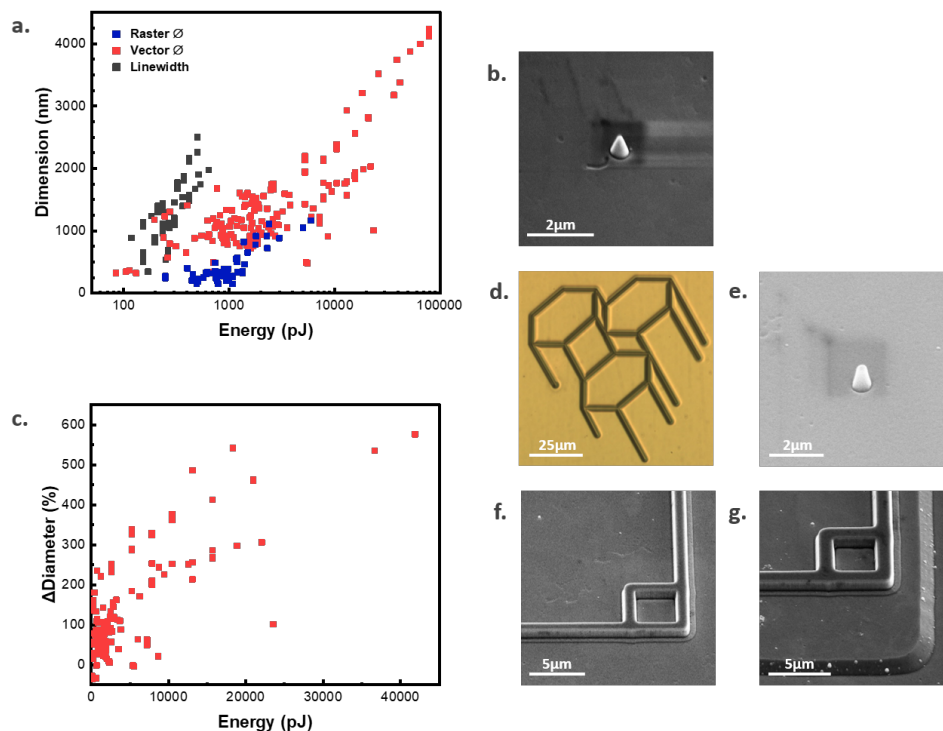 a.
Raster Ø
Vector Ø
Linewidth
Dimension (nm)
4000
3000
2000
1000
0
100
1000
10000
100000
Energy (pJ)
b.
2µm
c.
ΔDiameter (%)
600
500
400
300
200
100
0
0
10000
20000
30000
40000
Energy (pJ)
d.
25µm
e.
2µm
f.
5µm
g.
5µm